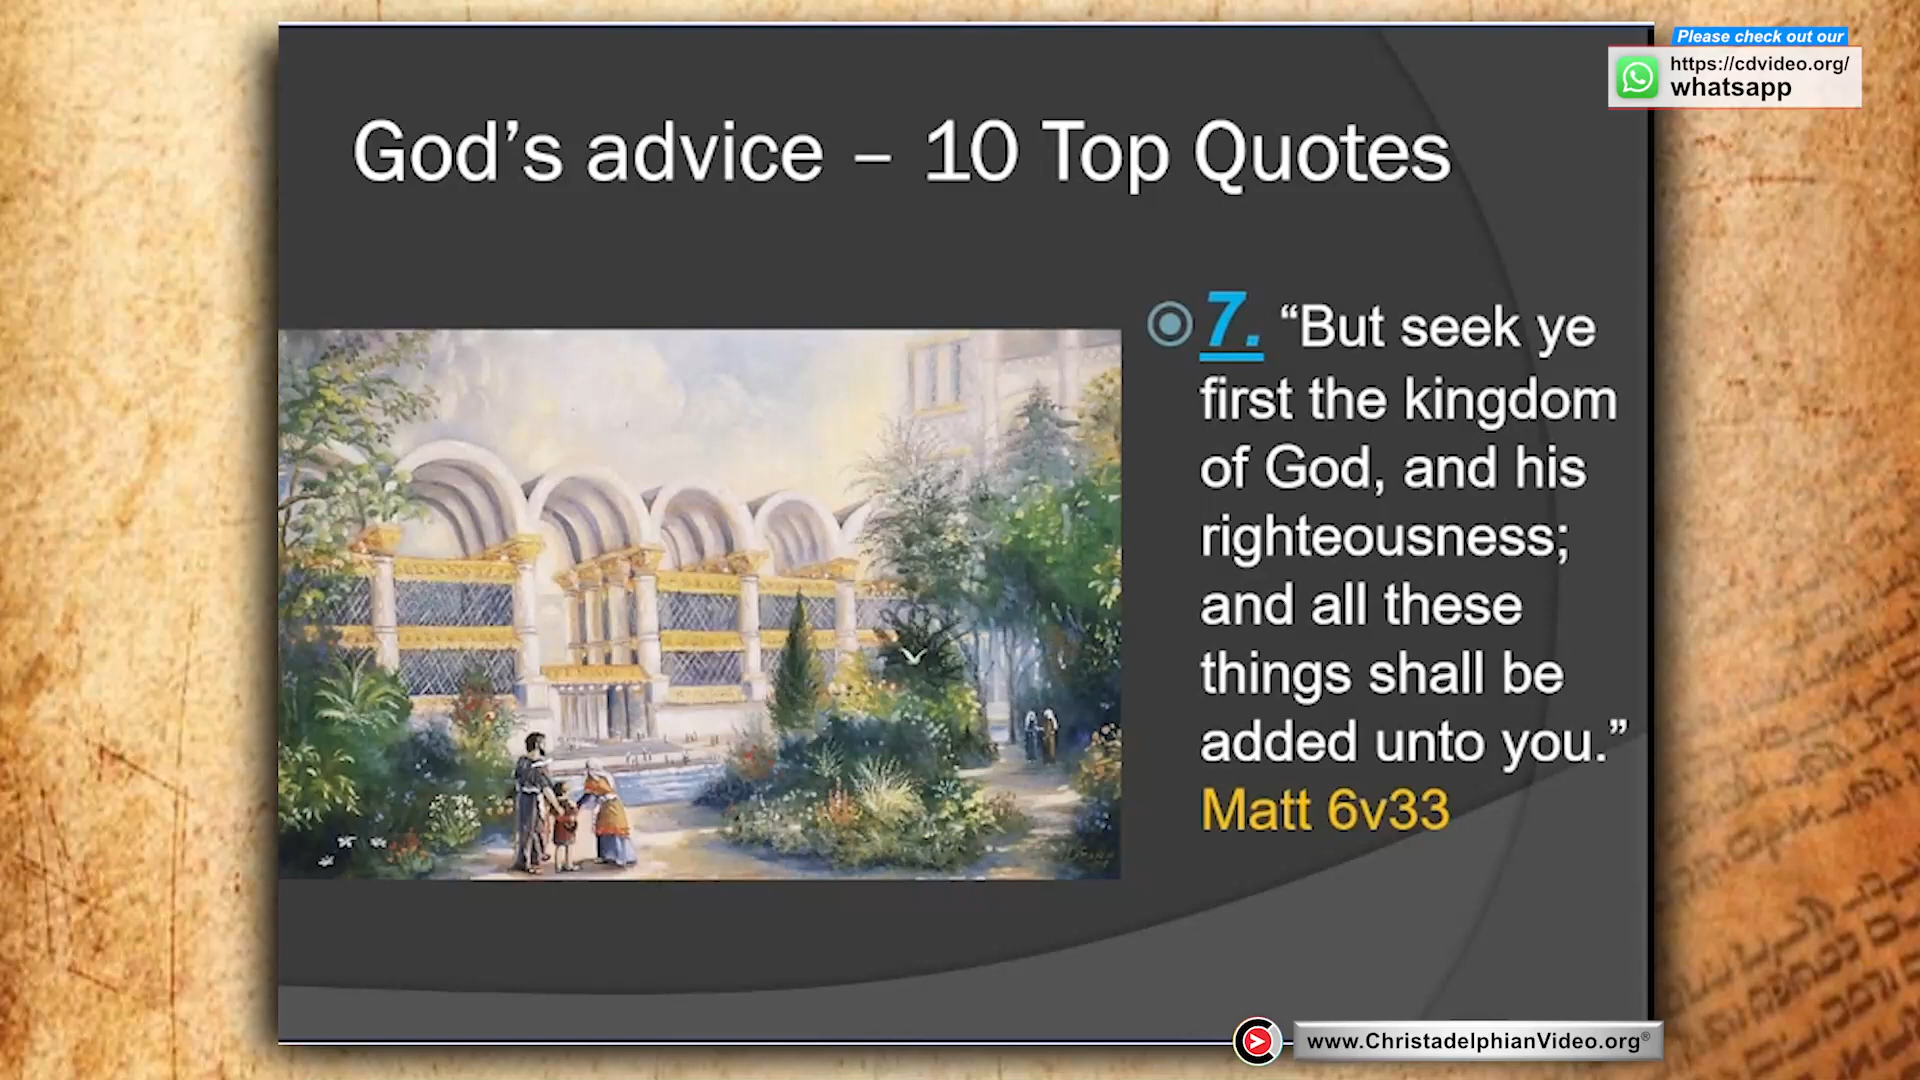 Please check out our
https://cdvideo.org/
whatsapp
God’s advice – 10 Top Quotes
7. “But seek ye
first the kingdom
of God, and his
righteousness;
and all these
things shall be
added unto you.”
Matt 6v33
www.ChristadelphianVideo.org®